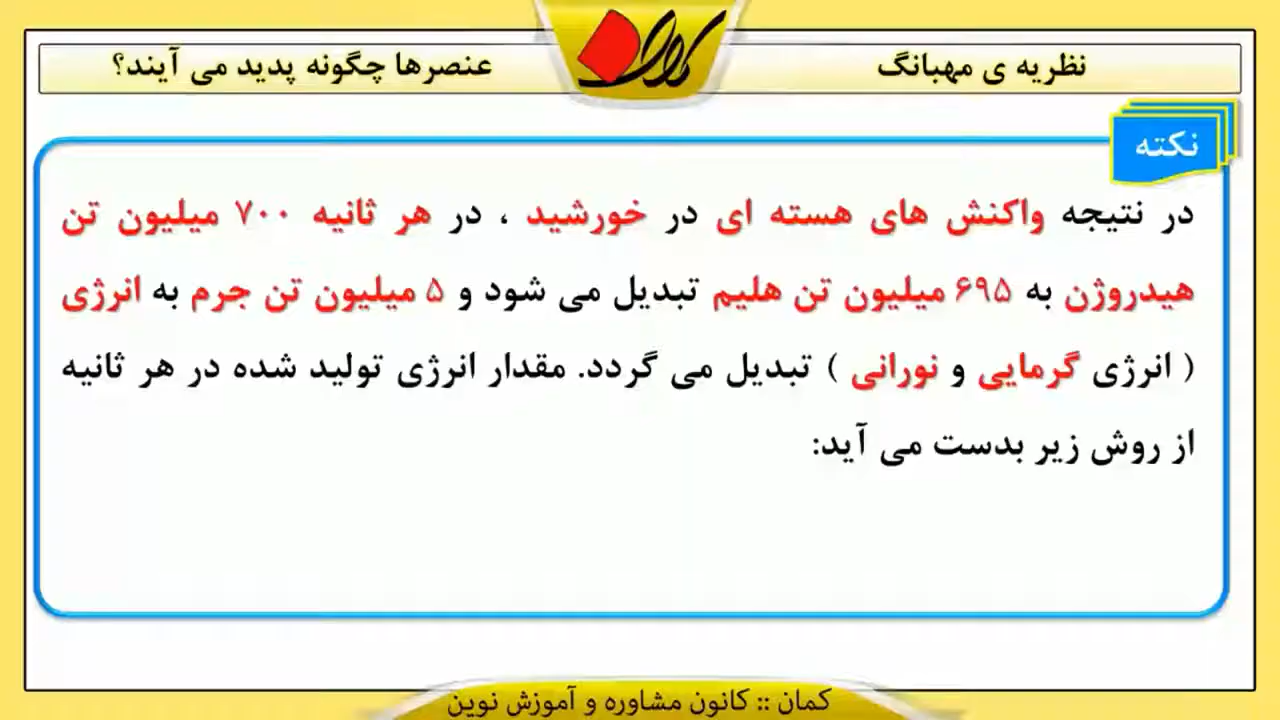 نظریه ی مهبانگ
عنصرها چگونه پدید می آیند؟
کمان
نکته
در نتیجه واکنش های هسته ای در خورشید ، در هر ثانیه ۷۰۰ میلیون تن
هیدروژن به ۶۹۵ میلیون تن هلیم تبدیل می شود و ۵ میلیون تن جرم به انرژی
( انرژی گرمایی و نورانی ) تبدیل می گردد. مقدار انرژی تولید شده در هر ثانیه
از روش زیر بدست می آید:
کمان :: کانون مشاوره و آموزش نوین